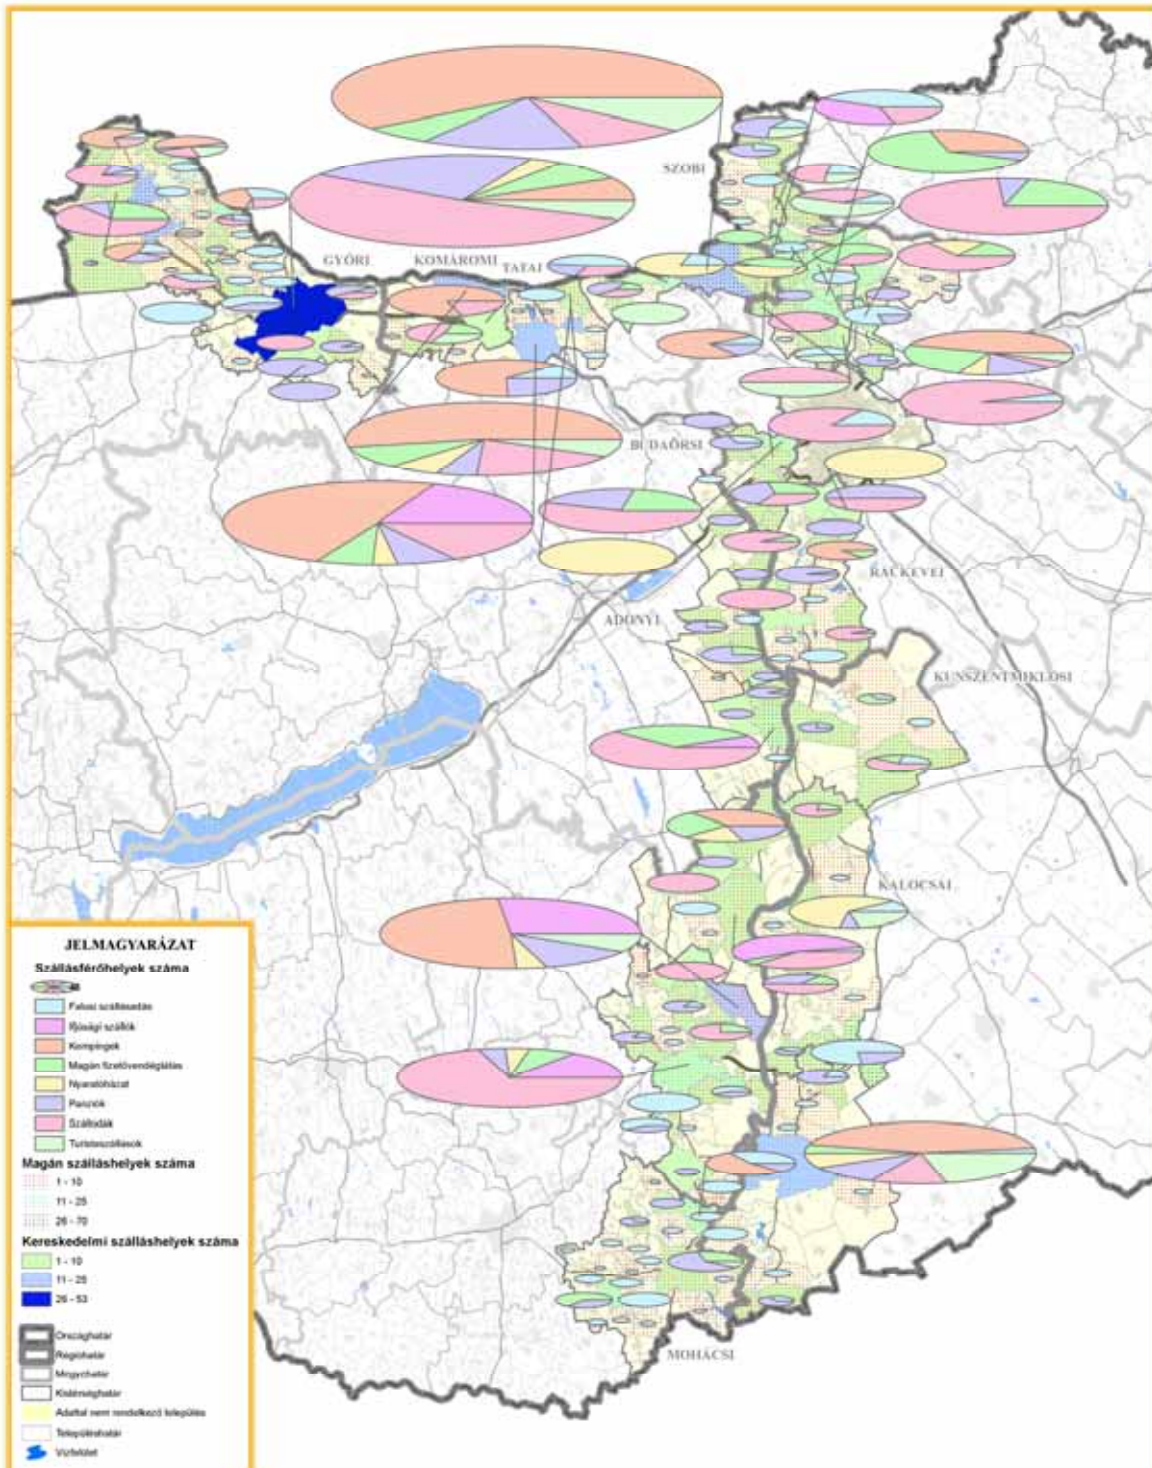 SZOBI
GYŐRI
KOMÁROMI
TATAI
BUDAÖRSI
RÁCKEVEI
ADONYI
KUNSZENTMIKLÓSI
KALOCSAI
MOHÁCSI
JELMAGYARÁZAT
Szállásférőhelyek száma
Falusi szállásadás
Ifjúsági szállók
Kempingek
Magán fizetővendéglátás
Nyaralóházat
Panziók
Szállodák
Turistaszállások
Magán szálláshelyek száma
1 - 10
11 - 25
26 - 70
Kereskedelmi szálláshelyek száma
1 - 10
11 - 25
26 - 53
Országhatár
Régióhatár
Megyehatár
Kistérséghatár
Adattal nem rendelkező település
Településhatár
Vízfelület